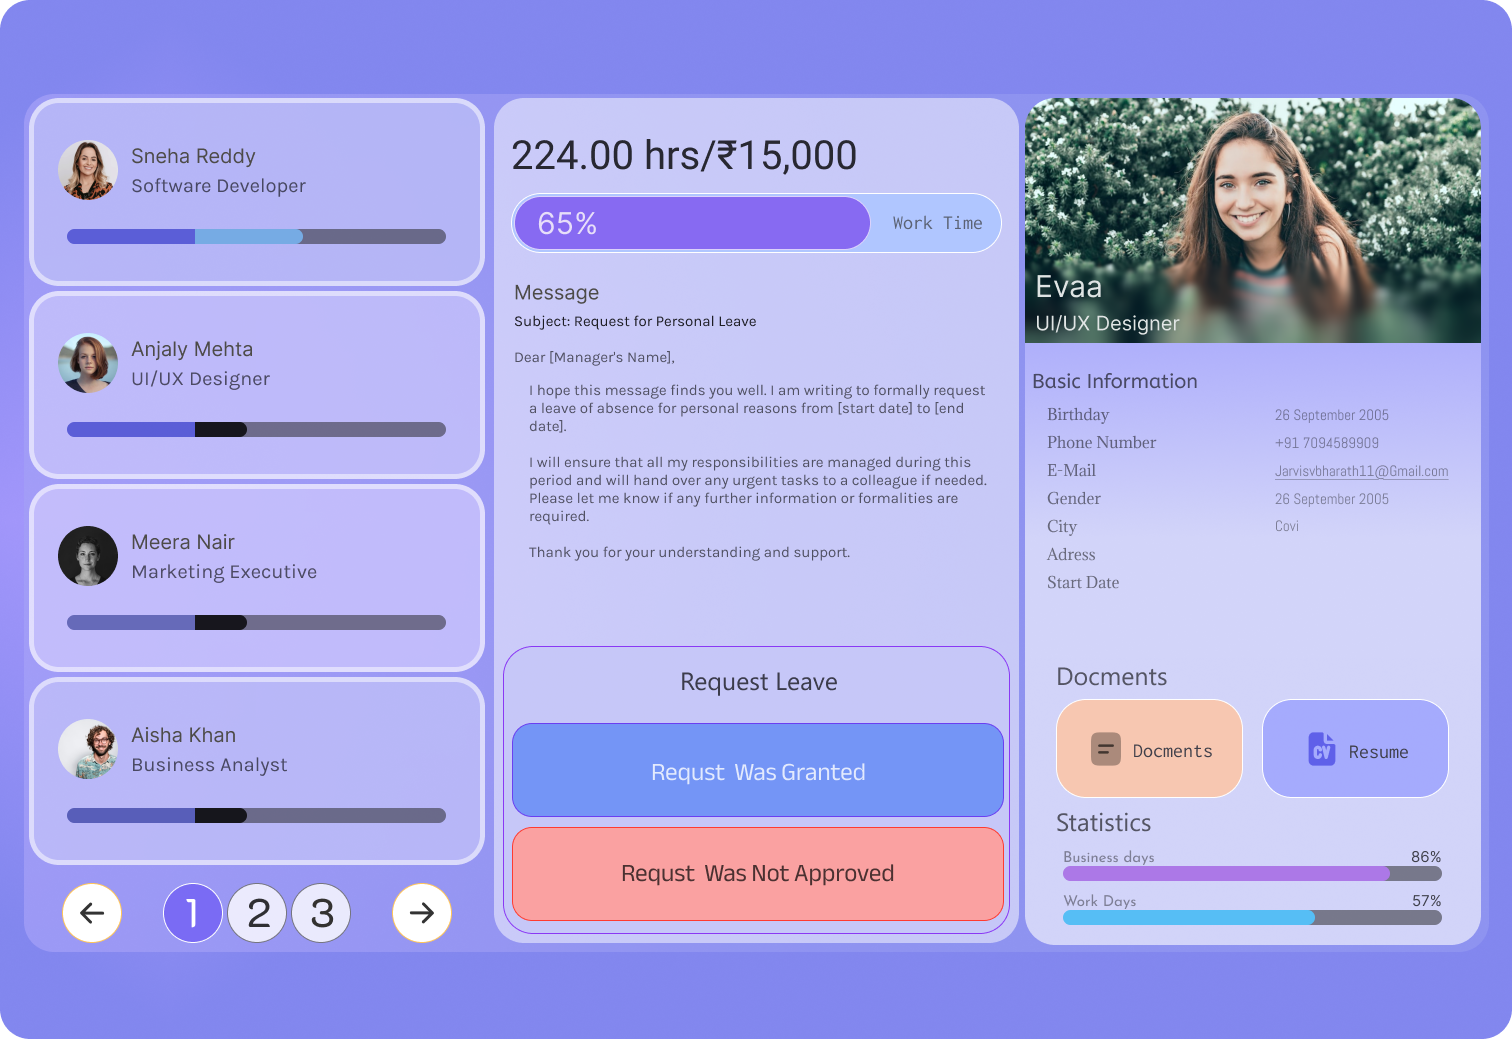 Sneha Reddy
Software Developer
Anjaly Mehta
UI/UX Designer
Meera Nair
Marketing Executive
Aisha Khan
Business Analyst
1 2 3
224.00 hrs/₹15,000
65% Work Time
Message
Subject: Request for Personal Leave
Dear [Manager's Name],
I hope this message finds you well. I am writing to formally request
a leave of absence for personal reasons from [start date] to [end
date].
I will ensure that all my responsibilities are managed during this
period and will hand over any urgent tasks to a colleague if needed.
Please let me know if any further information or formalities are
required.
Thank you for your understanding and support.
Request Leave
Requst Was Granted
Requst Was Not Approved
Evaa
UI/UX Designer
Basic Information
Birthday 26 September 2005
Phone Number +91 7094589909
E-Mail Jarvisvbharath11@Gmail.com
Gender 26 September 2005
City Covi
Adress
Start Date
Docments
Docments
CV Resume
Statistics
Business days 86%
Work Days 57%